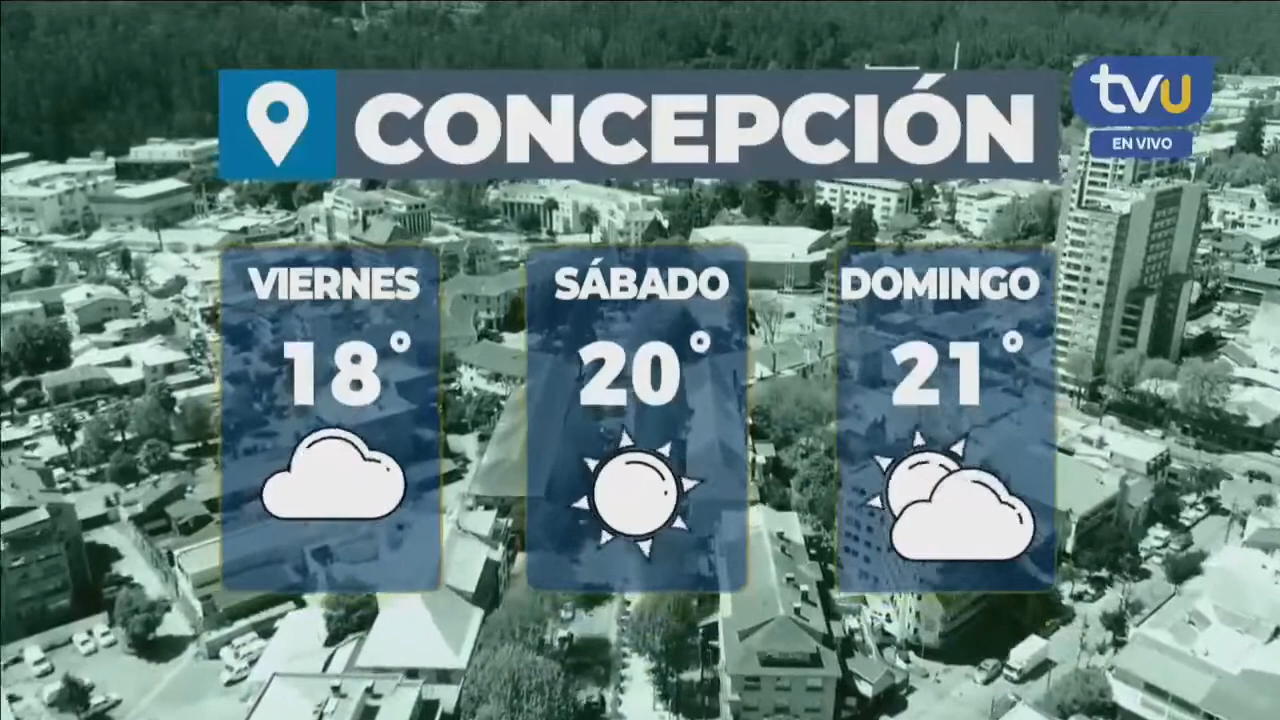 CONCEPCIÓN
tvu
EN VIVO
VIERNES
18°
SÁBADO
20°
DOMINGO
21°